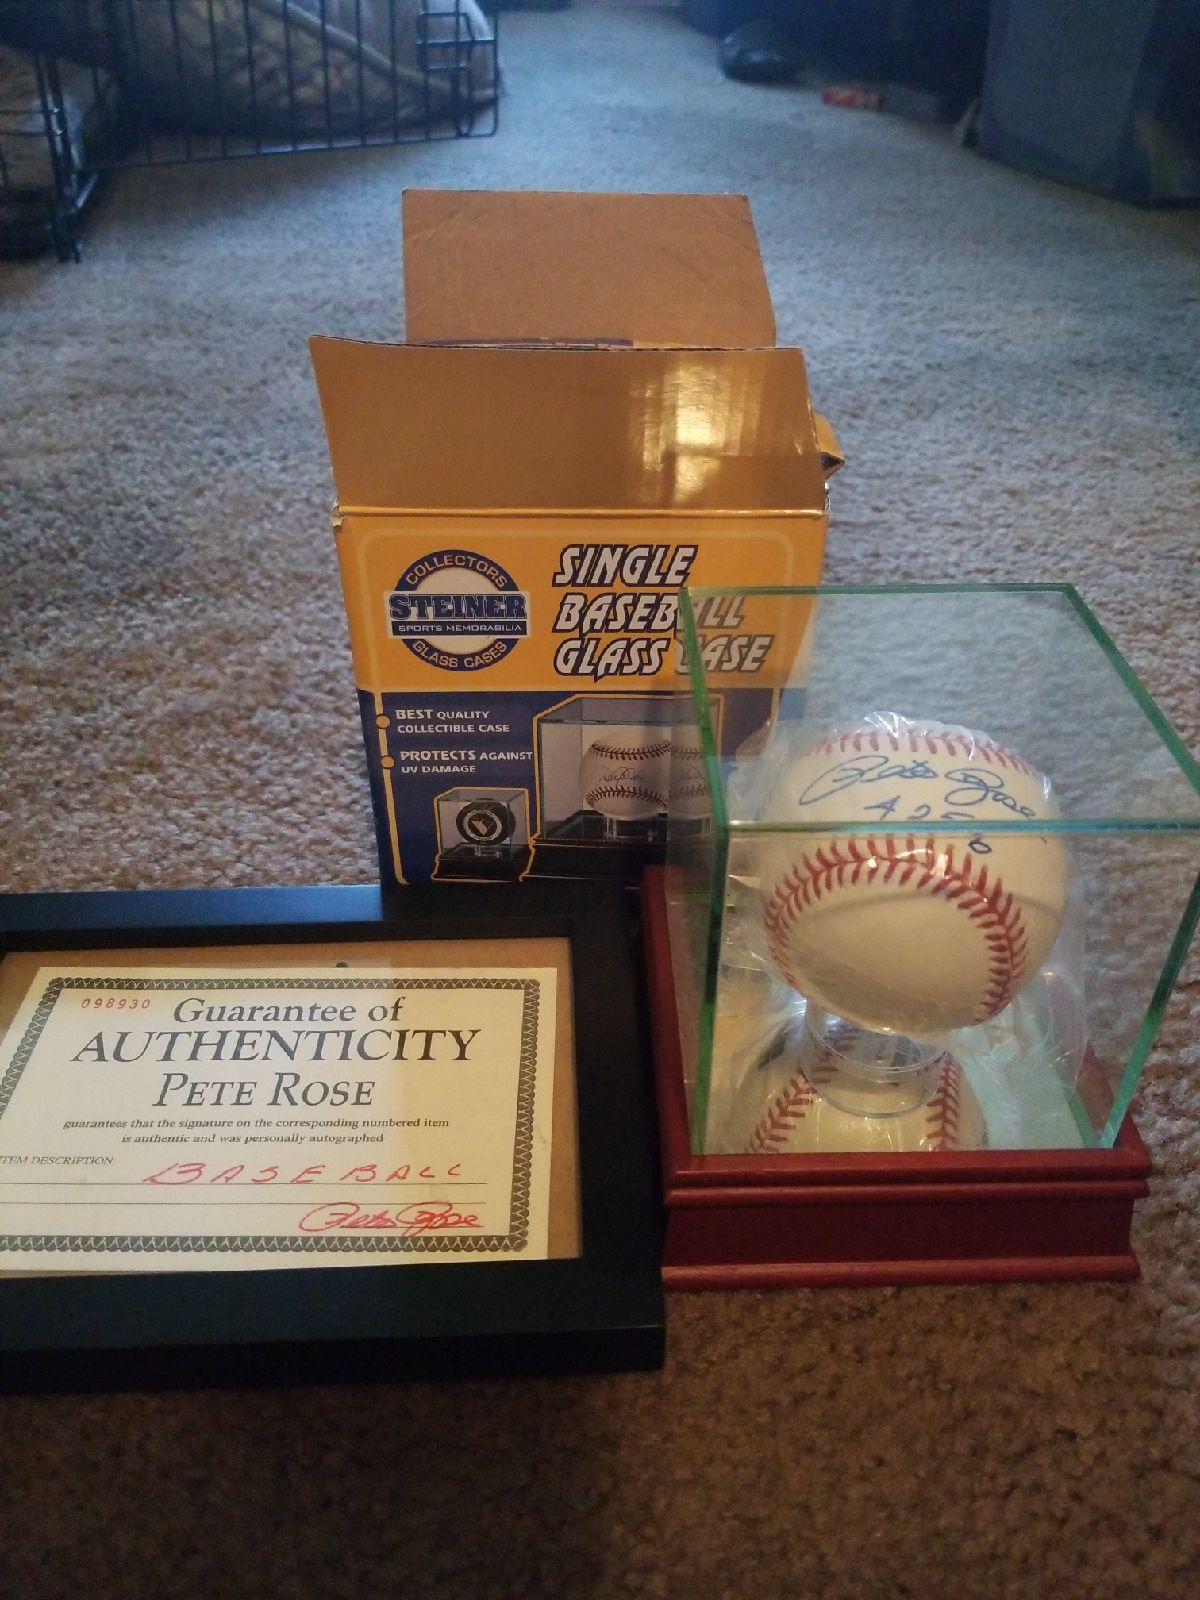 COLLECTORS
STEINER
SPORTS MEMORABILIA
GLASS CASES
SINGLE
BASEBALL
GLASS CASE
BEST QUALITY
COLLECTIBLE CASE
PROTECTS AGAINST
UV DAMAGE
Pete Rose
4256
098930
Guarantee of
AUTHENTICITY
PETE ROSE
guarantees that the signature on the corresponding numbered item
is authentic and was personally autographed
ITEM DESCRIPTION:
BASEBALL
Pete Rose